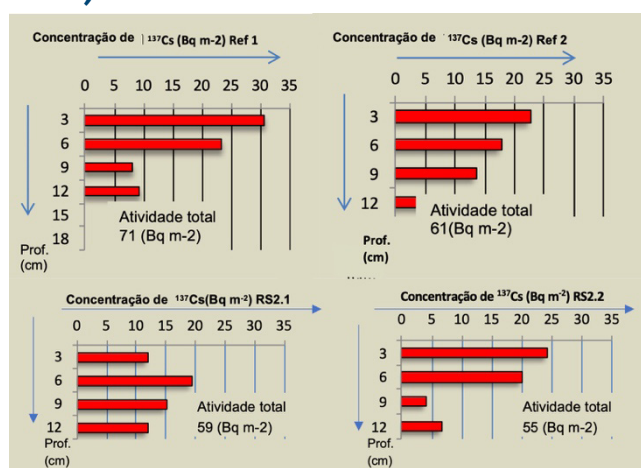 Concentração de ¹³⁷Cs (Bq m-2) Ref 1
0 5 10 15 20 25 30 35
3
6
9
12
15
18
Prof.
(cm)
Atividade total
71 (Bq m-2)
Concentração de ¹³⁷Cs (Bq m-2) Ref 2
0 5 10 15 20 25 30 35
3
6
9
12
Prof.
(cm)
Atividade total
61(Bq m-2)
Concentração de ¹³⁷Cs(Bq m⁻²) RS2.1
0 5 10 15 20 25 30 35
3
6
9
12
Prof.
(cm)
Atividade total
59 (Bq m-2)
Concentração de ¹³⁷Cs (Bq m⁻²) RS2.2
0 5 10 15 20 25 30 35
3
6
9
12
Prof.
(cm)
Atividade total
55 (Bq m-2)